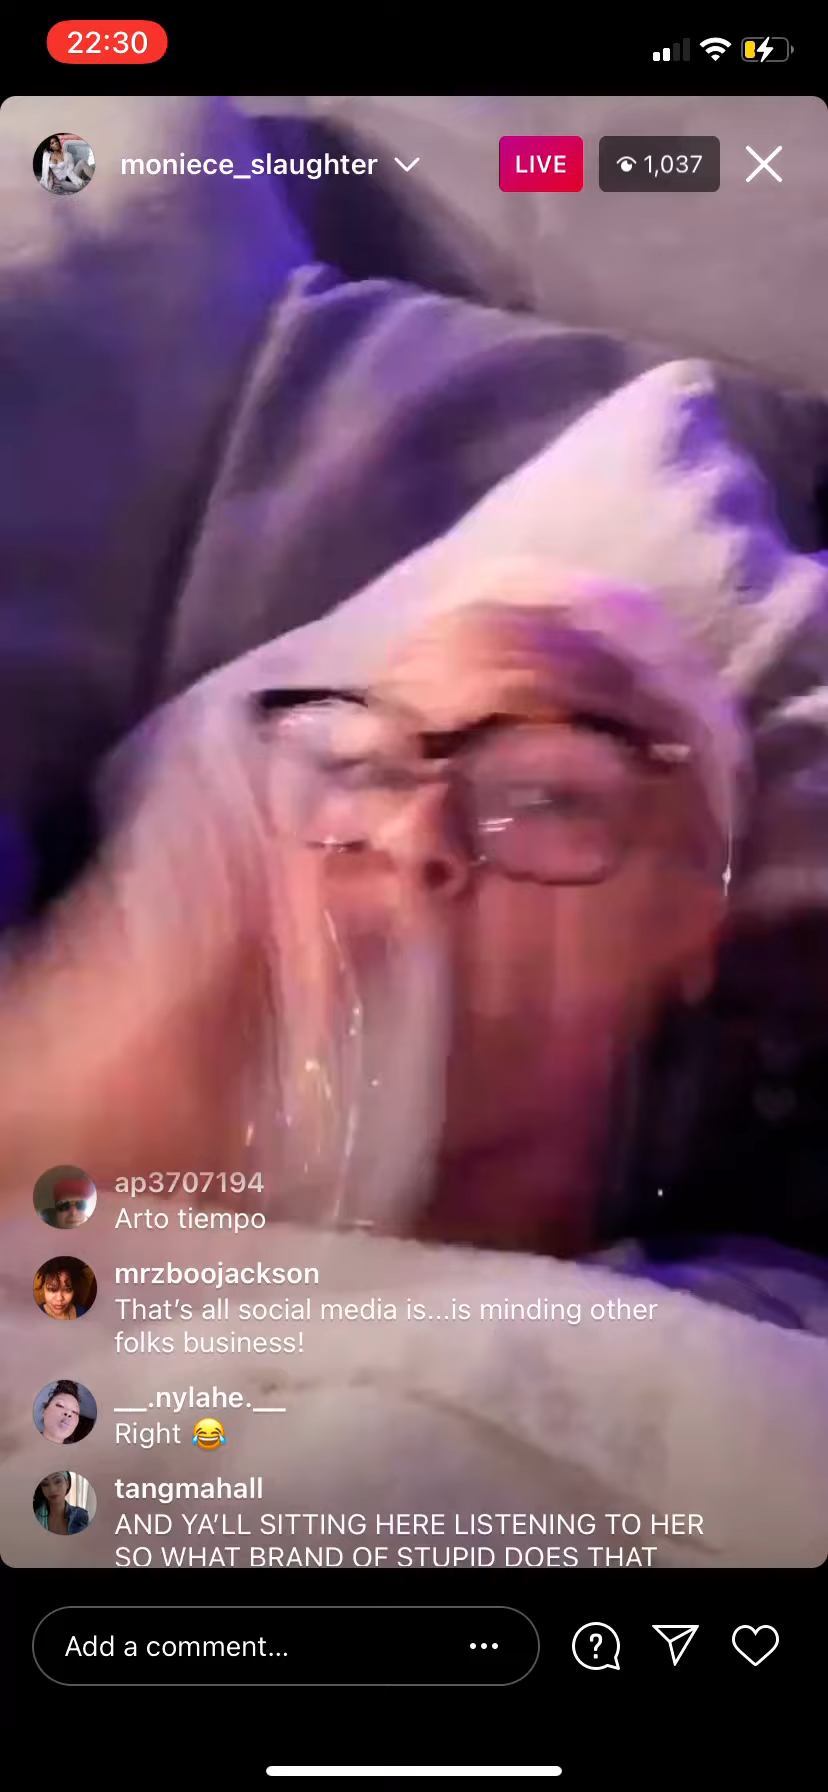 22:30
moniece_slaughter
LIVE
1,037
ap3707194
Arto tiempo
mrzboojackson
That's all social media is...is minding other
folks business!
__.nylahe.__
Right 😂
tangmahall
AND YA'LL SITTING HERE LISTENING TO HER
SO WHAT BRAND OF STUPID DOES THAT
Add a comment...